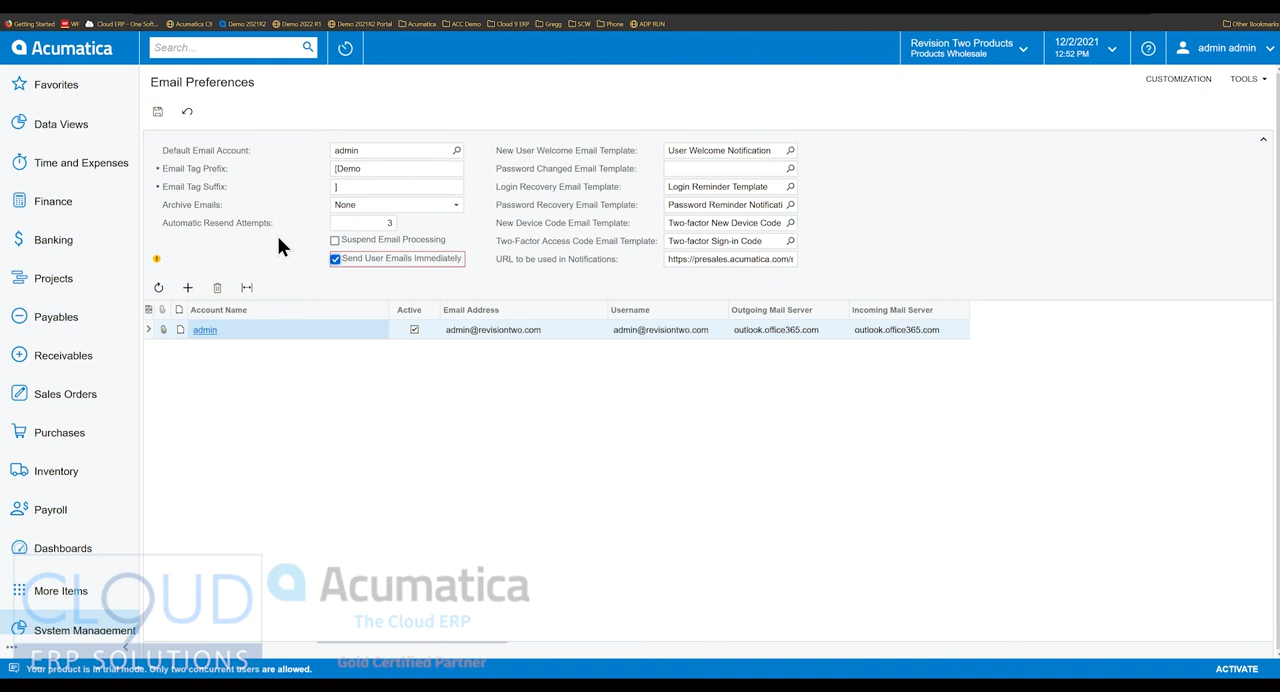 Getting Started WF Cloud ERP - One Soft... Acumatica C9 Demo 2021R2 Demo 2022 R1 Demo 2021R2 Portal Acumatica ACC Demo Cloud 9 ERP Gregg SCW Phone ADP RUN Other Bookmarks
Acumatica Search... Revision Two Products Products Wholesale 12/2/2021 12:52 PM admin admin
Favorites
Data Views
Time and Expenses
Finance
Banking
Projects
Payables
Receivables
Sales Orders
Purchases
Inventory
Payroll
Dashboards
More Items
System Management
Email Preferences CUSTOMIZATION TOOLS
Default Email Account: admin New User Welcome Email Template: User Welcome Notification
Email Tag Prefix: [Demo Password Changed Email Template:
Email Tag Suffix: ] Login Recovery Email Template: Login Reminder Template
Archive Emails: None Password Recovery Email Template: Password Reminder Notificati
Automatic Resend Attempts: 3 New Device Code Email Template: Two-factor New Device Code
Suspend Email Processing Two-Factor Access Code Email Template: Two-factor Sign-in Code
Send User Emails Immediately URL to be used in Notifications: https://presales.acumatica.com/s
Account Name Active Email Address Username Outgoing Mail Server Incoming Mail Server
admin admin@revisiontwo.com admin@revisiontwo.com outlook.office365.com outlook.office365.com
CLOUD 9
ERP SOLUTIONS
Acumatica
The Cloud ERP
Gold Certified Partner
Your product is in trial mode. Only two concurrent users are allowed. ACTIVATE